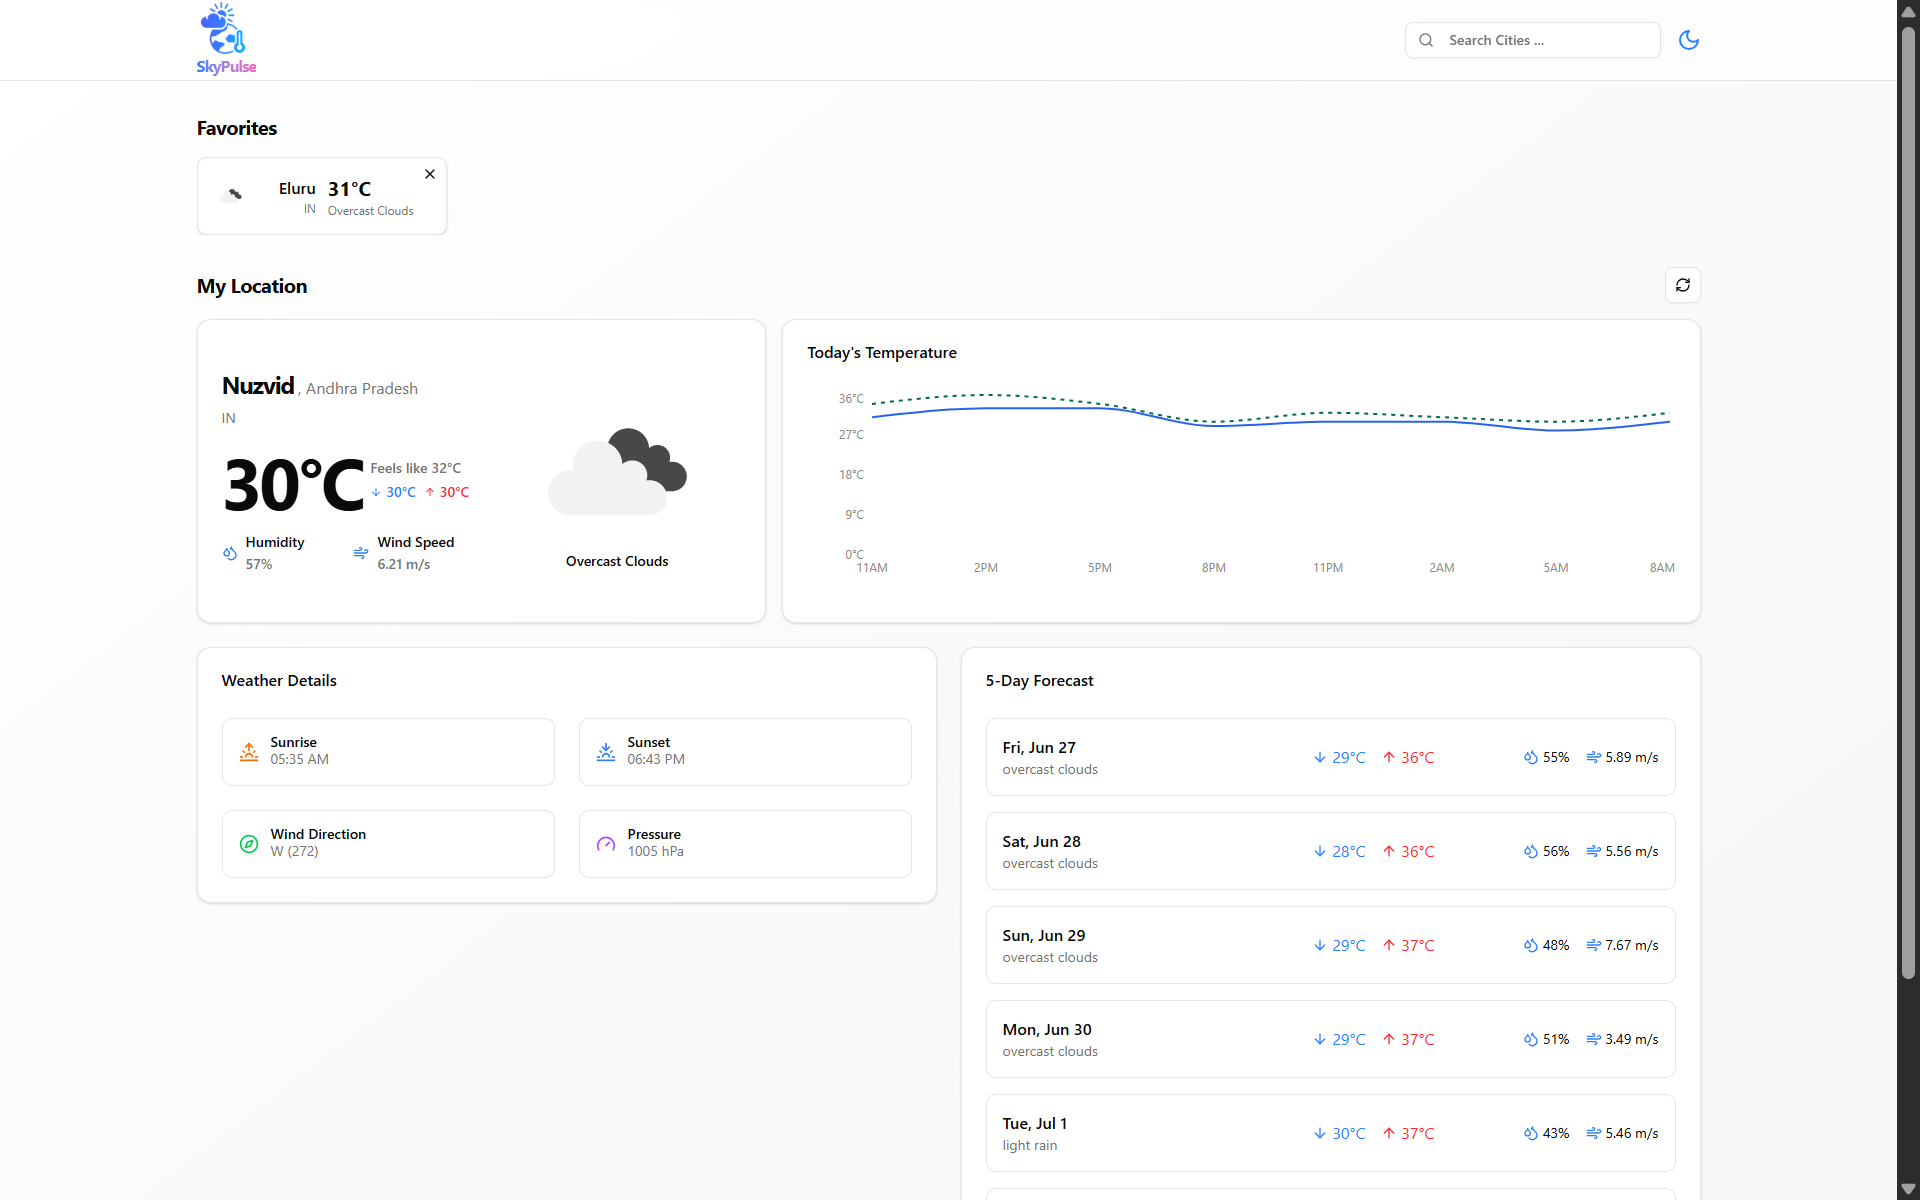 SkyPulse
Search Cities ...
Favorites
Eluru 31°C
IN Overcast Clouds
My Location
Nuzvid , Andhra Pradesh
IN
30°C
Feels like 32°C
30°C 30°C
Humidity
57%
Wind Speed
6.21 m/s
Overcast Clouds
Today's Temperature
36°C
27°C
18°C
9°C
0°C
11AM 2PM 5PM 8PM 11PM 2AM 5AM 8AM
Weather Details
Sunrise
05:35 AM
Sunset
06:43 PM
Wind Direction
W (272)
Pressure
1005 hPa
5-Day Forecast
Fri, Jun 27
overcast clouds
29°C 36°C 55% 5.89 m/s
Sat, Jun 28
overcast clouds
28°C 36°C 56% 5.56 m/s
Sun, Jun 29
overcast clouds
29°C 37°C 48% 7.67 m/s
Mon, Jun 30
overcast clouds
29°C 37°C 51% 3.49 m/s
Tue, Jul 1
light rain
30°C 37°C 43% 5.46 m/s